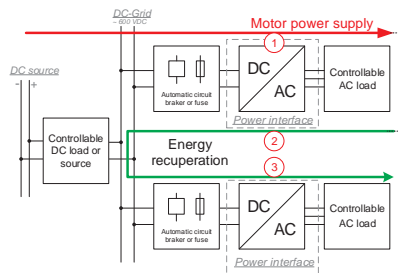 DC-Grid
~ 600 VDC
Motor power supply
1
DC source
- +
DC
AC
Controllable
AC load
Automatic circuit
braker or fuse
Power interface
Controllable
DC load or
source
Energy
recuperation
2
3
DC
AC
Controllable
AC load
Automatic circuit
braker or fuse
Power interface